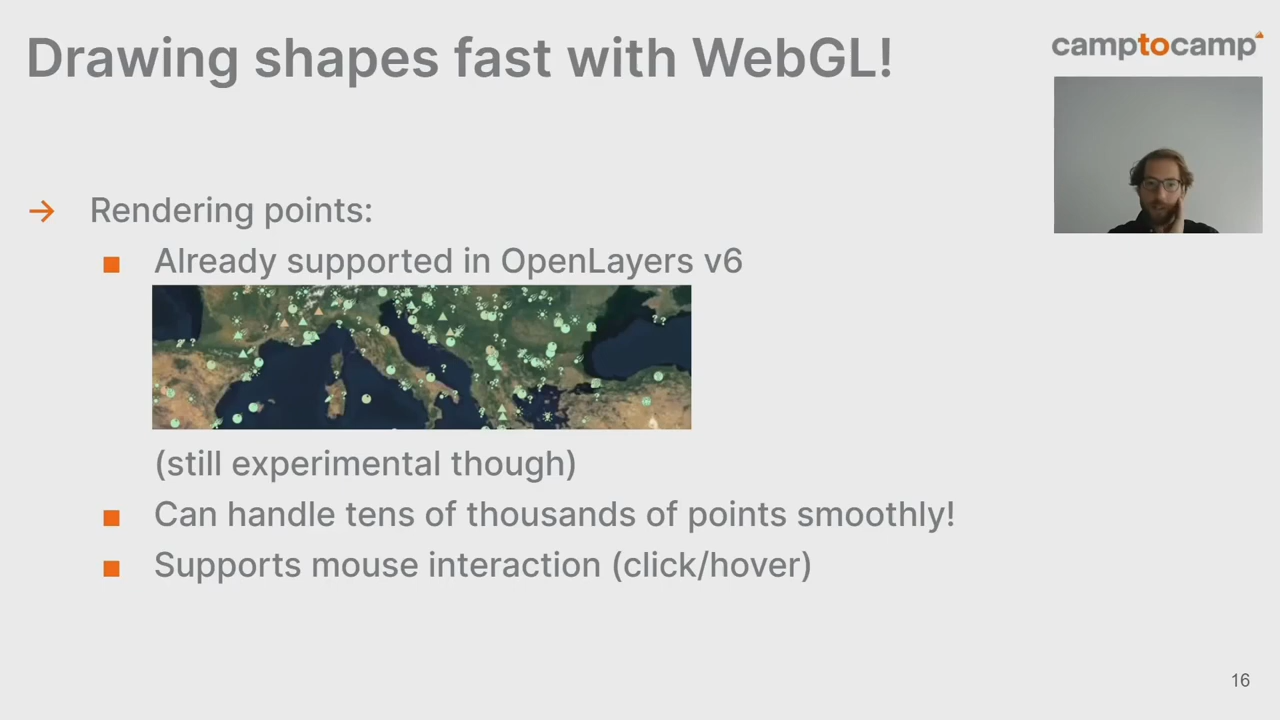 Drawing shapes fast with WebGL!
camptocamp
→ Rendering points:
■ Already supported in OpenLayers v6
(still experimental though)
■ Can handle tens of thousands of points smoothly!
■ Supports mouse interaction (click/hover)
16